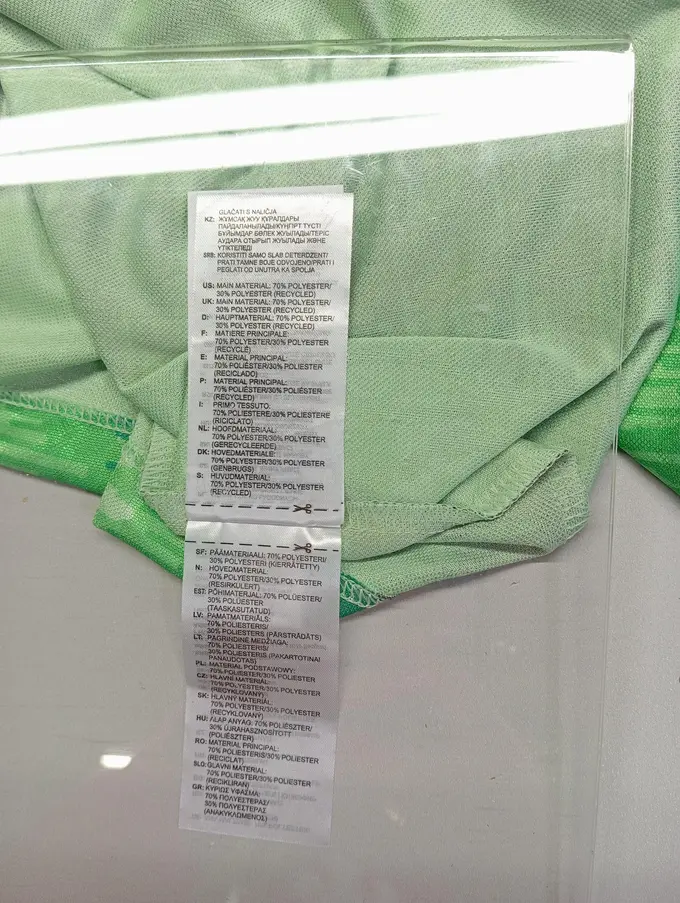 GLAČATI S NALIČJA
KZ: ЖҰМСАҚ ЖУУ ҚҰРАЛДАРЫ
ПАЙДАЛАНЫЛАДЫ/КҮҢГІРТ ТҮСТІ
БҰЙЫМДАР БӨЛЕК ЖУЫЛАДЫ/ТЕРІС
АУДАРА ОТЫРЫП ЖУЫЛАДЫ ЖӘНЕ
ҮТІКТЕЛЕДІ
SRB: KORISTITI SAMO SLAB DETERDZENT/
PRATI TAMNE BOJE ODVOJENO/PRATI I
PEGLATI OD UNUTRA KA SPOLJA
US: MAIN MATERIAL: 70% POLYESTER/
30% POLYESTER (RECYCLED)
UK: MAIN MATERIAL: 70% POLYESTER/
30% POLYESTER (RECYCLED)
D: HAUPTMATERIAL: 70% POLYESTER/
30% POLYESTER (RECYCLED)
F: MATIERE PRINCIPALE:
70% POLYESTER/30% POLYESTER
(RECYCLÉ)
E: MATERIAL PRINCIPAL:
70% POLIÉSTER/30% POLIÉSTER
(RECICLADO)
P: MATERIAL PRINCIPAL:
70% POLIÉSTER/30% POLIÉSTER
(RECYCLED)
I: PRIMO TESSUTO:
70% POLIESTERE/30% POLIESTERE
(RICICLATO)
NL: HOOFDMATERIAAL:
70% POLYESTER/30% POLYESTER
(GERECYCLEERDE)
DK: HOVEDMATERIALE:
70% POLYESTER/30% POLYESTER
(GENBRUGS)
S: HUVUDMATERIAL:
70% POLYESTER/30% POLYESTER
(RECYCLED)
SF: PÄÄMATERIAALI: 70% POLYESTERI/
30% POLYESTERI (KIERRÄTETTY)
N: HOVEDMATERIAL:
70% POLYESTER/30% POLYESTER
(RESIRKULERT)
EST: PÕHIMATERJAL: 70% POLÜESTER/
30% POLÜESTER
(TAASKASUTATUD)
LV: PAMATMATERIĀLS:
70% POLIESTERIS/
30% POLIESTERS (PĀRSTRĀDĀTS)
LT: PAGRINDINĖ MEDŽIAGA:
70% POLIESTERIS/
30% POLIESTERIS (PAKARTOTINAI
PANAUDOTAS)
PL: MATERIAŁ PODSTAWOWY:
70% POLIESTER/30% POLIESTER
CZ: HLAVNÍ MATERIÁL:
70% POLYESTER/30% POLYESTER
(RECYKLOVANÝ)
SK: HLAVNÝ MATERIÁL:
70% POLYESTER/30% POLYESTER
(RECYKLOVANÝ)
HU: ALAP ANYAG: 70% POLIÉSZTER/
30% ÚJRAHASZNOSÍTOTT
(POLIÉSZTER)
RO: MATERIAL PRINCIPAL:
70% POLIESTERIS/30% POLIESTER
(RECICLAT)
SLO: GLAVNI MATERIAL:
70% POLIESTER/30% POLIESTER
(RECIKLIRAN)
GR: ΚΥΡΙΩΣ ΥΦΑΣΜΑ:
70% ΠΟΛΥΕΣΤΕΡΑΣ/
30% ΠΟΛΥΕΣΤΕΡΑΣ
(ΑΝΑΚΥΚΛΩΜΕΝΟΣ)